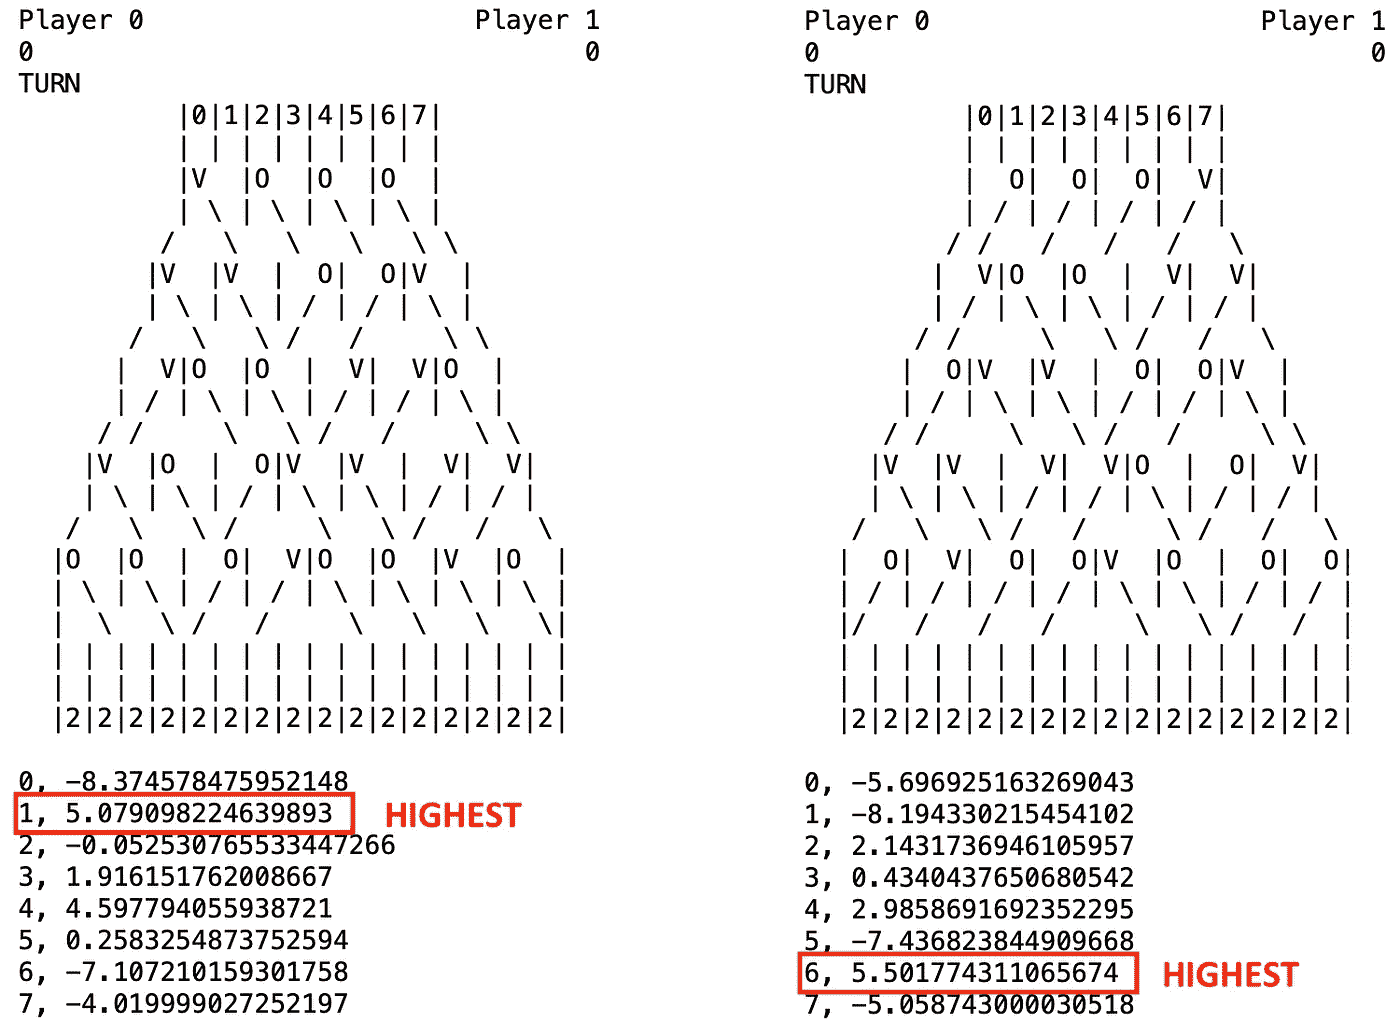 Player 0 Player 1
0 0
TURN
|0|1|2|3|4|5|6|7|
| | | | | | | | |
|V |O |O |O |
| \ | \ | \ | \ |
/ \ \ \ \ \
|V |V | O| O|V |
| \ | \ | / | / | \ |
/ \ \ / / \ \
| V|O |O | V| V|O |
| / | \ | \ | / | / | \ |
/ / \ \ / / \ \
|V |O | O|V |V | V| V|
| \ | \ | / | \ | \ | / | / |
/ \ \ / \ \ / / \
|O |O | O| V|O |O |V |O |
| \ | \ | / | / | \ | \ | \ | \ |
| \ \ / / \ \ \ \|
| | | | | | | | | | | | | | | | |
| | | | | | | | | | | | | | | | |
|2|2|2|2|2|2|2|2|2|2|2|2|2|2|2|2|
0, -8.374578475952148
1, 5.079098224639893 HIGHEST
2, -0.052530765533447266
3, 1.916151762008667
4, 4.597794055938721
5, 0.2583254873752594
6, -7.107210159301758
7, -4.019999027252197
Player 0 Player 1
0 0
TURN
|0|1|2|3|4|5|6|7|
| | | | | | | | |
| O| O| O| V|
| / | / | / | / |
/ / / / / \
| V|O |O | V| V|
| / | \ | \ | / | / |
/ / \ \ / / \
| O|V |V | O| O|V |
| / | \ | \ | / | / | \ |
/ / \ \ / / \ \
|V |V | V| V|O | O| V|
| \ | \ | / | / | \ | / | / |
/ \ \ / / \ / / \
| O| V| O| O|V |O | O| O|
| / | / | / | / | \ | \ | / | / |
|/ / / / \ \ / / |
| | | | | | | | | | | | | | | | |
| | | | | | | | | | | | | | | | |
|2|2|2|2|2|2|2|2|2|2|2|2|2|2|2|2|
0, -5.696925163269043
1, -8.194330215454102
2, 2.1431736946105957
3, 0.4340437650680542
4, 2.9858691692352295
5, -7.436823844909668
6, 5.501774311065674 HIGHEST
7, -5.058743000030518